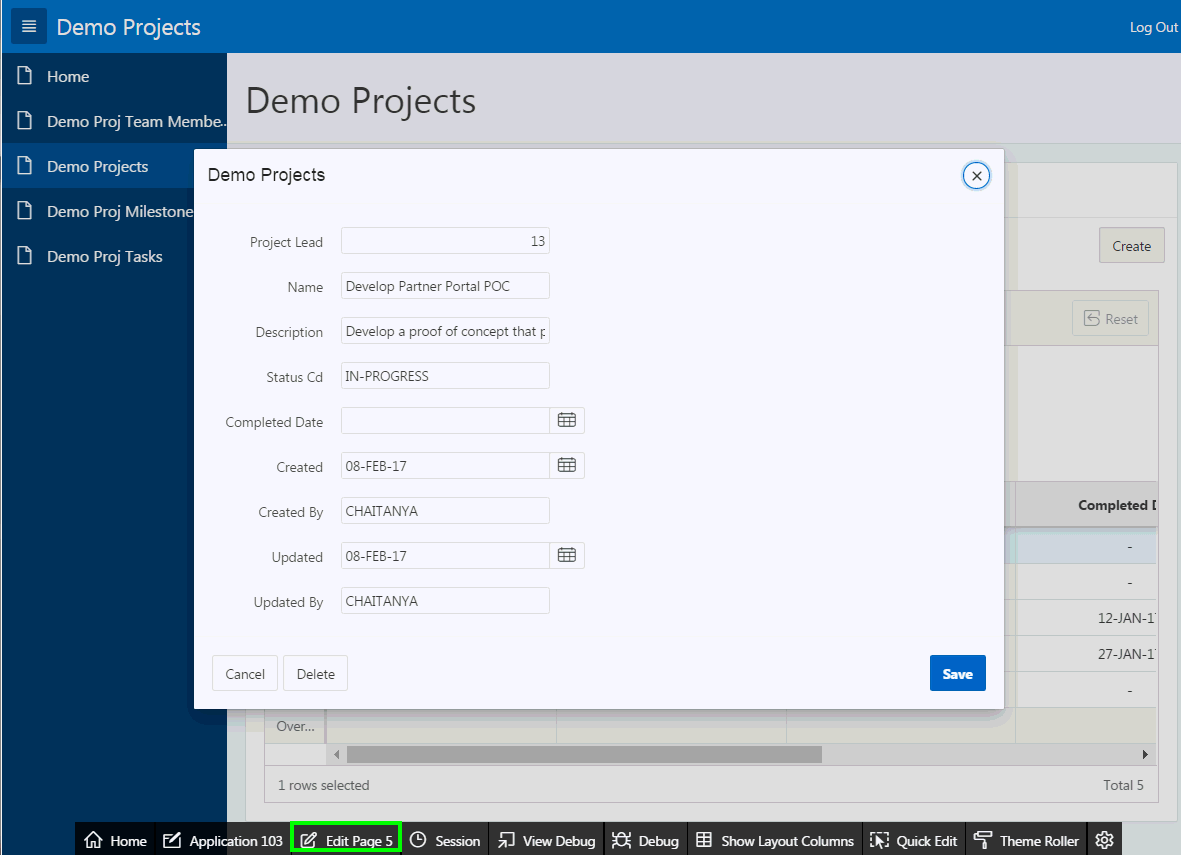 Demo Projects
Log Out
Home
Demo Proj Team Membe..
Demo Projects
Demo Proj Milestone
Demo Proj Tasks
Demo Projects
Create
Reset
Completed D
-
-
12-JAN-17
27-JAN-17
-
Over...
1 rows selected
Total 5
Demo Projects
Project Lead 13
Name Develop Partner Portal POC
Description Develop a proof of concept that p
Status Cd IN-PROGRESS
Completed Date
Created 08-FEB-17
Created By CHAITANYA
Updated 08-FEB-17
Updated By CHAITANYA
Cancel Delete Save
Home Application 103 Edit Page 5 Session View Debug Debug Show Layout Columns Quick Edit Theme Roller